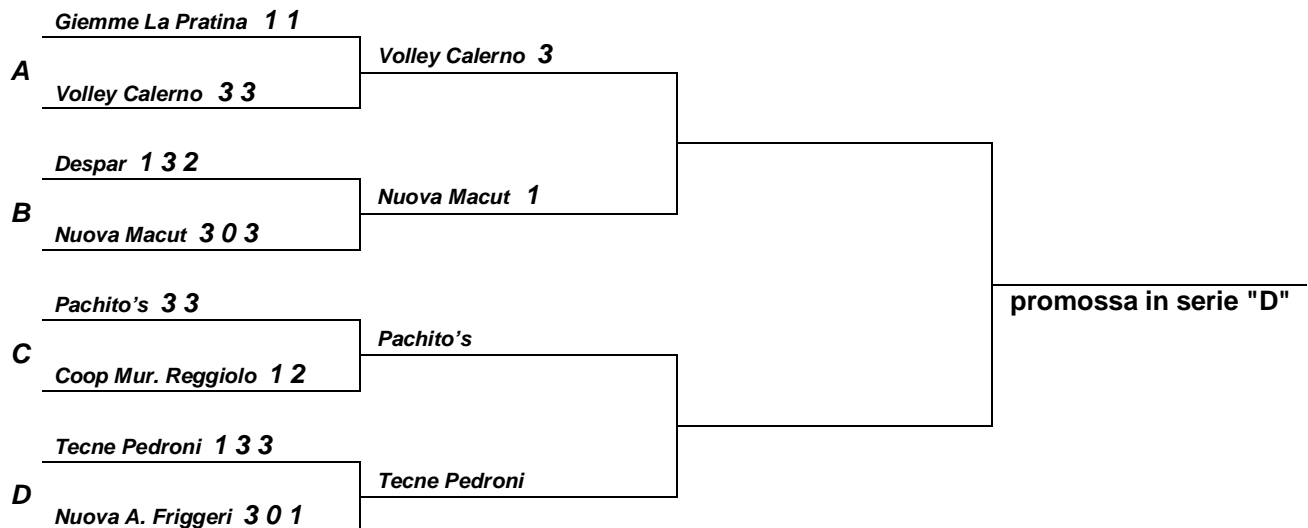 Giemme La Pratina 1 1
Volley Calerno 3
A
Volley Calerno 3 3
Despar 1 3 2
Nuova Macut 1
B
Nuova Macut 3 0 3
Pachito’s 3 3
promossa in serie "D"
Pachito’s
C
Coop Mur. Reggiolo 1 2
Tecne Pedroni 1 3 3
Tecne Pedroni
D
Nuova A. Friggeri 3 0 1